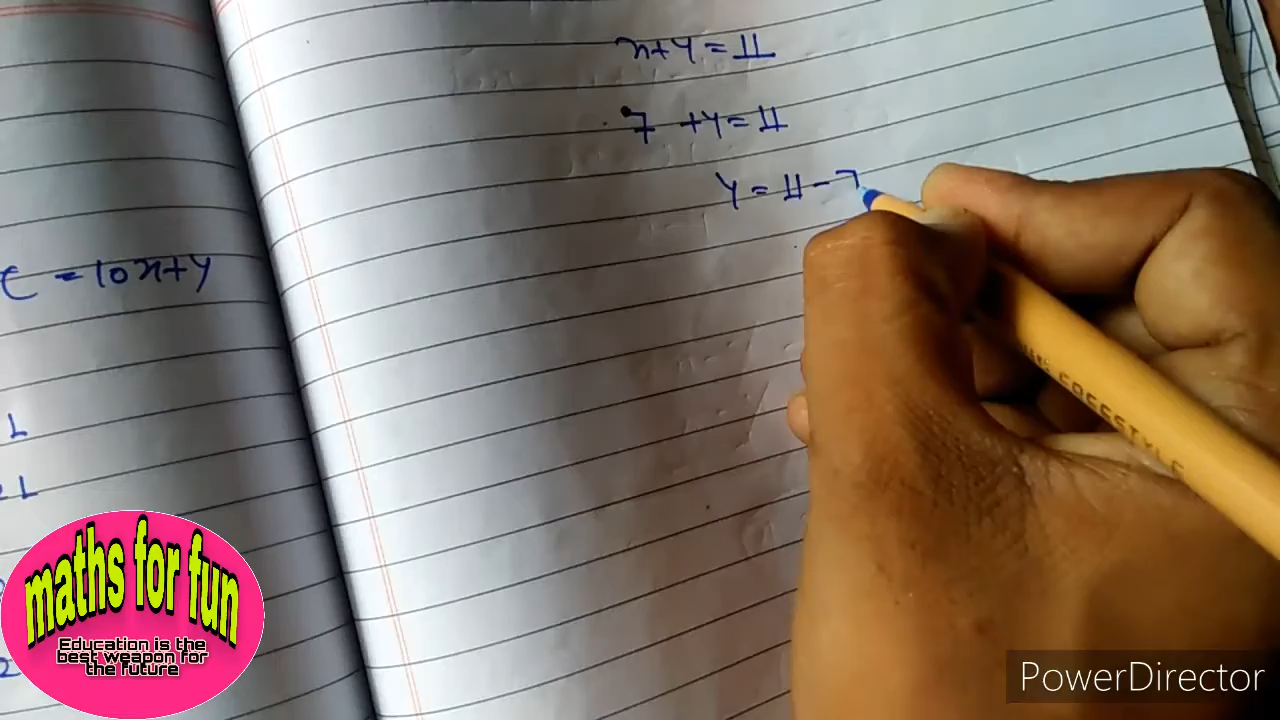 = 10x+y
x+y = 11
7 + y = 11
y = 11 - 7
maths for fun
Education is the
best weapon for
the future
PowerDirector